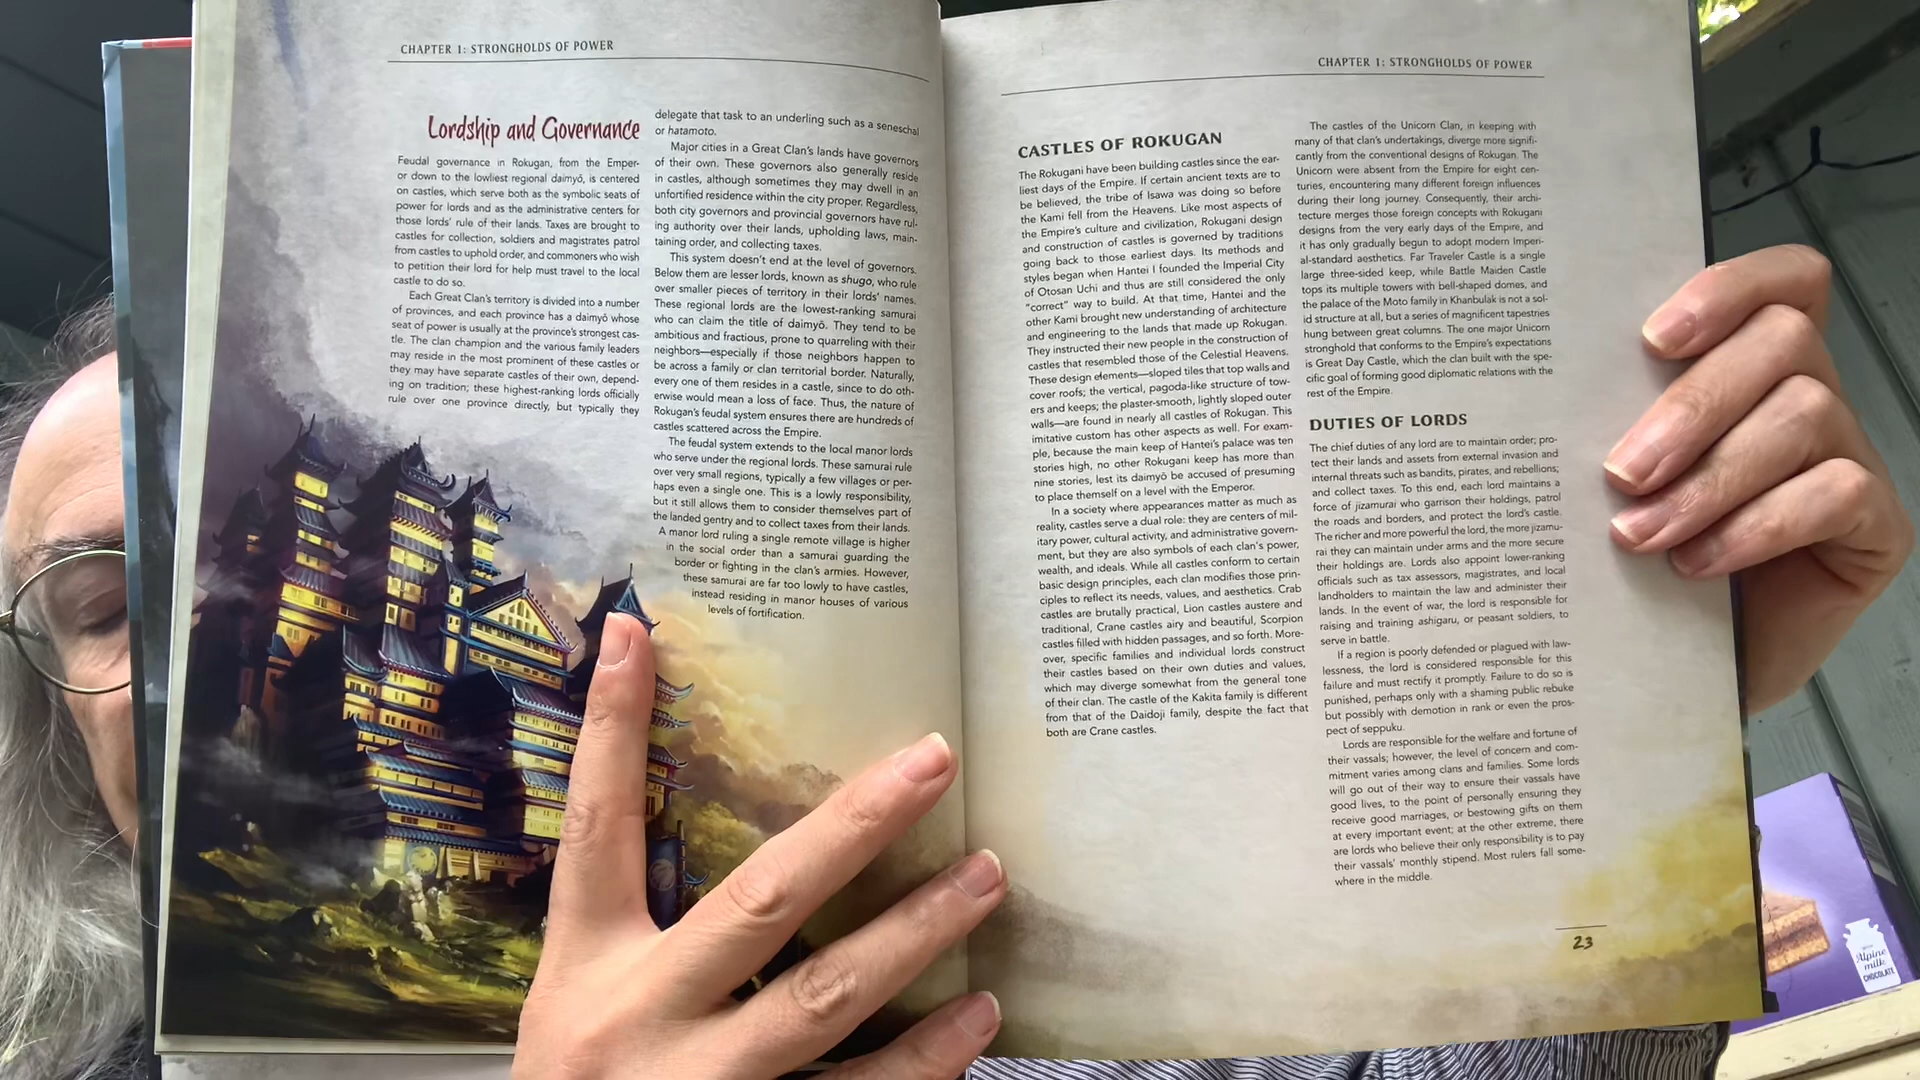 CHAPTER 1: STRONGHOLDS OF POWER
Lordship and Governance
Feudal governance in Rokugan, from the Emper-
or down to the lowliest regional daimyō, is centered
on castles, which serve both as the symbolic seats of
power for lords and as the administrative centers for
those lords' rule of their lands. Taxes are brought to
castles for collection, soldiers and magistrates patrol
from castles to uphold order, and commoners who wish
to petition their lord for help must travel to the local
castle to do so.
Each Great Clan's territory is divided into a number
of provinces, and each province has a daimyō whose
seat of power is usually at the province's strongest cas-
tle. The clan champion and the various family leaders
may reside in the most prominent of these castles or
they may have separate castles of their own, depend-
ing on tradition; these highest-ranking lords officially
rule over one province directly, but typically they
delegate that task to an underling such as a seneschal
or hatamoto.
Major cities in a Great Clan's lands have governors
of their own. These governors also generally reside
in castles, although sometimes they may dwell in an
unfortified residence within the city proper. Regardless,
both city governors and provincial governors have rul-
ing authority over their lands, upholding laws, main-
taining order, and collecting taxes.
This system doesn't end at the level of governors.
Below them are lesser lords, known as shugo, who rule
over smaller pieces of territory in their lords' names.
These regional lords are the lowest-ranking samurai
who can claim the title of daimyō. They tend to be
ambitious and fractious, prone to quarreling with their
neighbors—especially if those neighbors happen to
be across a family or clan territorial border. Naturally,
every one of them resides in a castle, since to do oth-
erwise would mean a loss of face. Thus, the nature of
Rokugan's feudal system ensures there are hundreds of
castles scattered across the Empire.
The feudal system extends to the local manor lords
who serve under the regional lords. These samurai rule
over very small regions, typically a few villages or per-
haps even a single one. This is a lowly responsibility,
but it still allows them to consider themselves part of
the landed gentry and to collect taxes from their lands.
A manor lord ruling a single remote village is higher
in the social order than a samurai guarding the
border or fighting in the clan's armies. However,
these samurai are far too lowly to have castles,
instead residing in manor houses of various
levels of fortification.
CHAPTER 1: STRONGHOLDS OF POWER
CASTLES OF ROKUGAN
The Rokugani have been building castles since the ear-
liest days of the Empire. If certain ancient texts are to
be believed, the tribe of Isawa was doing so before
the Kami fell from the Heavens. Like most aspects of
the Empire's culture and civilization, Rokugani design
and construction of castles is governed by traditions
going back to those earliest days. Its methods and
styles began when Hantei I founded the Imperial City
of Otosan Uchi and thus are still considered the only
"correct" way to build. At that time, Hantei and the
other Kami brought new understanding of architecture
and engineering to the lands that made up Rokugan.
They instructed their new people in the construction of
castles that resembled those of the Celestial Heavens.
These design elements—sloped tiles that top walls and
cover roofs; the vertical, pagoda-like structure of tow-
ers and keeps; the plaster-smooth, lightly sloped outer
walls—are found in nearly all castles of Rokugan. This
imitative custom has other aspects as well. For exam-
ple, because the main keep of Hantei's palace was ten
stories high, no other Rokugani keep has more than
nine stories, lest its daimyō be accused of presuming
to place themself on a level with the Emperor.
In a society where appearances matter as much as
reality, castles serve a dual role: they are centers of mil-
itary power, cultural activity, and administrative govern-
ment, but they are also symbols of each clan's power,
wealth, and ideals. While all castles conform to certain
basic design principles, each clan modifies those prin-
ciples to reflect its needs, values, and aesthetics. Crab
castles are brutally practical, Lion castles austere and
traditional, Crane castles airy and beautiful, Scorpion
castles filled with hidden passages, and so forth. More-
over, specific families and individual lords construct
their castles based on their own duties and values,
which may diverge somewhat from the general tone
of their clan. The castle of the Kakita family is different
from that of the Daidoji family, despite the fact that
both are Crane castles.
The castles of the Unicorn Clan, in keeping with
many of that clan's undertakings, diverge more signifi-
cantly from the conventional designs of Rokugan. The
Unicorn were absent from the Empire for eight cen-
turies, encountering many different foreign influences
during their long journey. Consequently, their archi-
tecture merges those foreign concepts with Rokugani
designs from the very early days of the Empire, and
it has only gradually begun to adopt modern Imperi-
al-standard aesthetics. Far Traveler Castle is a single
large three-sided keep, while Battle Maiden Castle
tops its multiple towers with bell-shaped domes, and
the palace of the Moto family in Khanbulak is not a sol-
id structure at all, but a series of magnificent tapestries
hung between great columns. The one major Unicorn
stronghold that conforms to the Empire's expectations
is Great Day Castle, which the clan built with the spe-
cific goal of forming good diplomatic relations with the
rest of the Empire.
DUTIES OF LORDS
The chief duties of any lord are to maintain order; pro-
tect their lands and assets from external invasion and
internal threats such as bandits, pirates, and rebellions;
and collect taxes. To this end, each lord maintains a
force of jizamurai who garrison their holdings, patrol
the roads and borders, and protect the lord's castle.
The richer and more powerful the lord, the more jizamu-
rai they can maintain under arms and the more secure
their holdings are. Lords also appoint lower-ranking
officials such as tax assessors, magistrates, and local
landholders to maintain the law and administer their
lands. In the event of war, the lord is responsible for
raising and training ashigaru, or peasant soldiers, to
serve in battle.
If a region is poorly defended or plagued with law-
lessness, the lord is considered responsible for this
failure and must rectify it promptly. Failure to do so is
punished, perhaps only with a shaming public rebuke
but possibly with demotion in rank or even the pros-
pect of seppuku.
Lords are responsible for the welfare and fortune of
their vassals; however, the level of concern and com-
mitment varies among clans and families. Some lords
will go out of their way to ensure their vassals have
good lives, to the point of personally ensuring they
receive good marriages, or bestowing gifts on them
at every important event; at the other extreme, there
are lords who believe their only responsibility is to pay
their vassals' monthly stipend. Most rulers fall some-
where in the middle.
23
Alpine
milk
CHOCOLATE